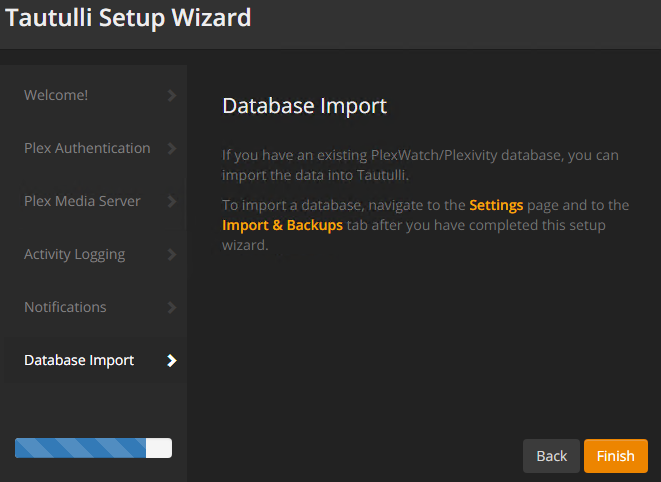 Tautulli Setup Wizard
Welcome!
Plex Authentication
Plex Media Server
Activity Logging
Notifications
Database Import
Database Import
If you have an existing PlexWatch/Plexivity database, you can
import the data into Tautulli.
To import a database, navigate to the Settings page and to the
Import & Backups tab after you have completed this setup
wizard.
Back
Finish